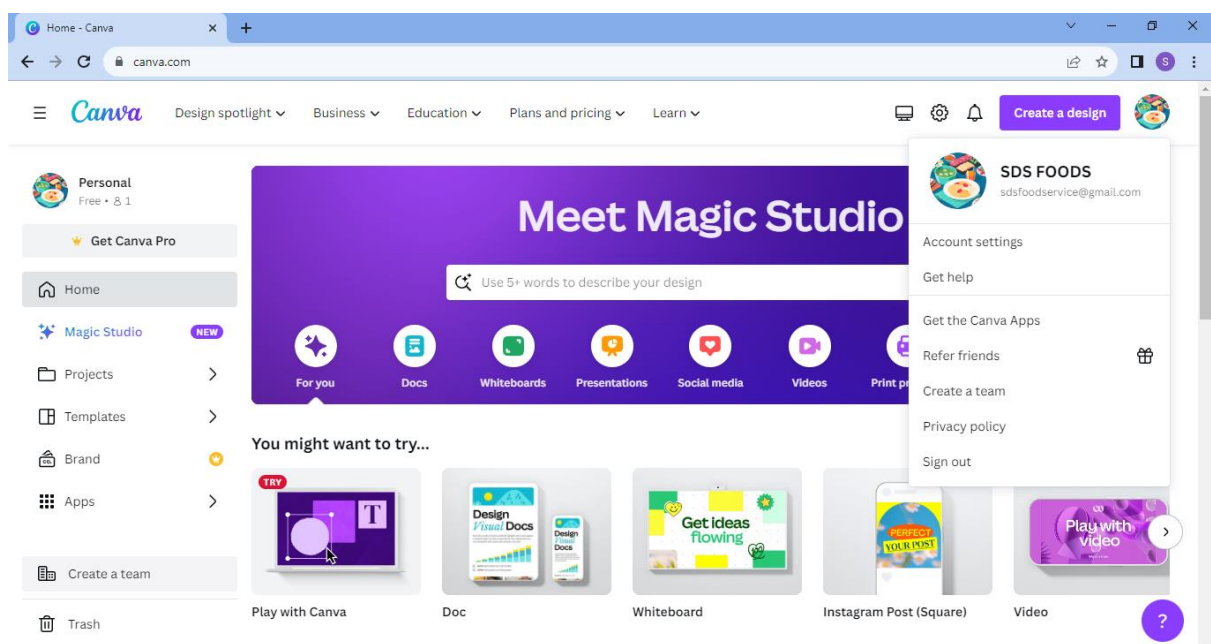 Home - Canva
canva.com
S
Canva
Design spotlight
Business
Education
Plans and pricing
Learn
Create a design
Personal
Free • 1
Get Canva Pro
Home
Magic Studio NEW
Projects
Templates
Brand
Apps
Create a team
Trash
Meet Magic Studio
Use 5+ words to describe your design
For you
Docs
Whiteboards
Presentations
Social media
Videos
Print pr
SDS FOODS
sdsfoodservice@gmail.com
Account settings
Get help
Get the Canva Apps
Refer friends
Create a team
Privacy policy
Sign out
You might want to try...
TRY
T
Play with Canva
Design
Visual Docs
Design
Visual
Docs
Doc
Get ideas
flowing
Whiteboard
PERFECT
YOUR POST
Instagram Post (Square)
Play with
video
Video
?